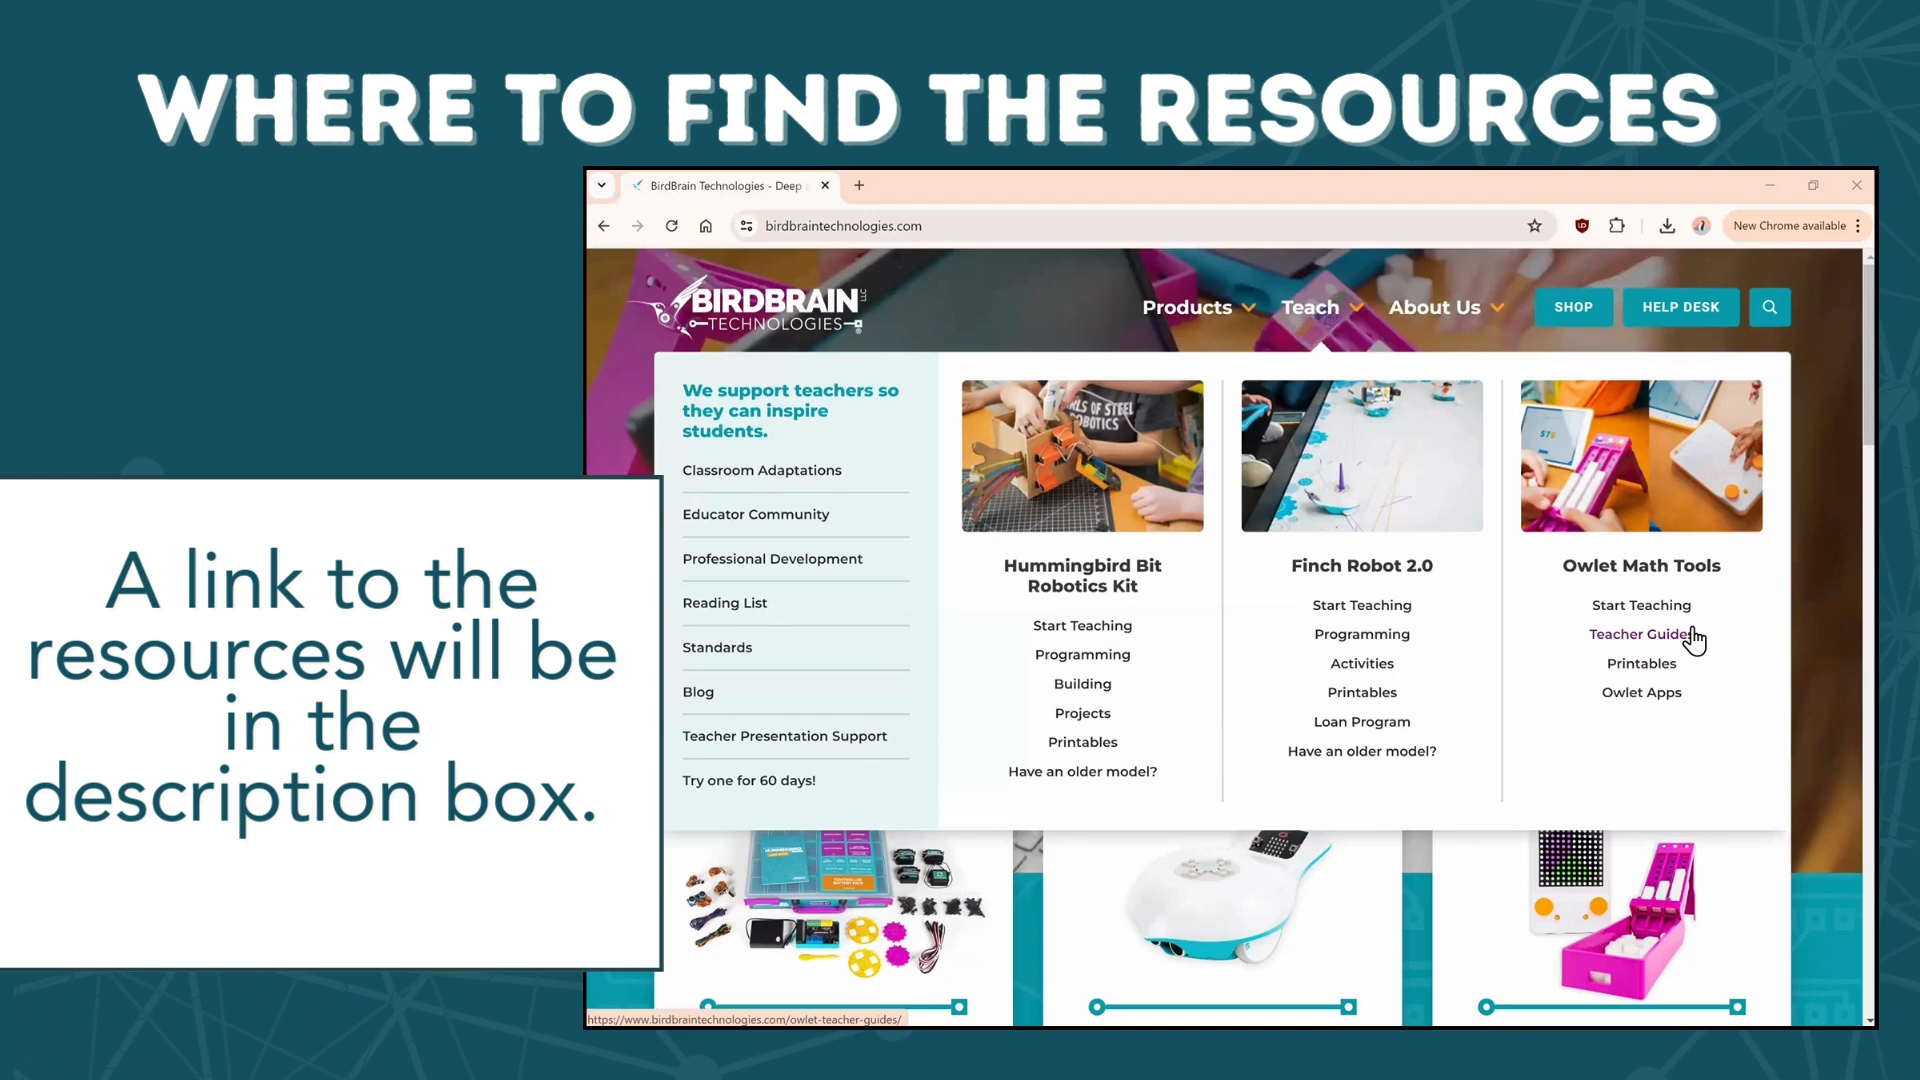 WHERE TO FIND THE RESOURCES
BirdBrain Technologies - Deep
birdbraintechnologies.com
New Chrome available
BIRDBRAIN LLC
TECHNOLOGIES
Products
Teach
About Us
SHOP
HELP DESK
We support teachers so
they can inspire
students.
Classroom Adaptations
Educator Community
Professional Development
Reading List
Standards
Blog
Teacher Presentation Support
Try one for 60 days!
Hummingbird Bit
Robotics Kit
Start Teaching
Programming
Building
Projects
Printables
Have an older model?
Finch Robot 2.0
Start Teaching
Programming
Activities
Printables
Loan Program
Have an older model?
Owlet Math Tools
Start Teaching
Teacher Guides
Printables
Owlet Apps
A link to the
resources will be
in the
description box.
https://www.birdbraintechnologies.com/owlet-teacher-guides/